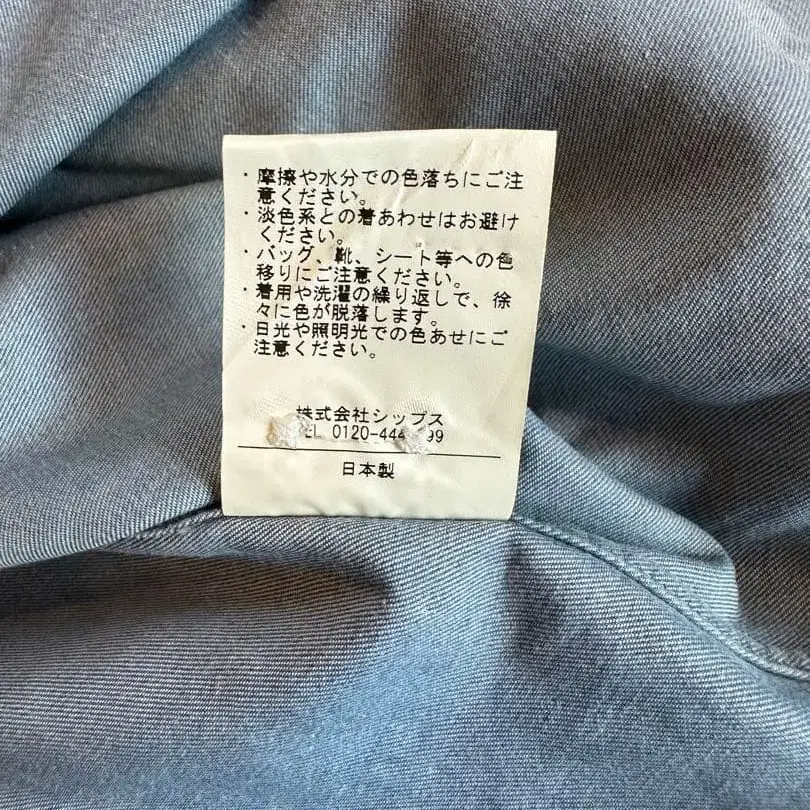 ・摩擦や水分での色落ちにご注
意ください。
・淡色系との着あわせはお避け
ください。
・バッグ、靴、シート等への色
移りにご注意ください。
・着用や洗濯の繰り返しで、徐
々に色が脱落します。
・日光や照明光での色あせにご
注意ください。
株式会社シップス
0120-444
日本製